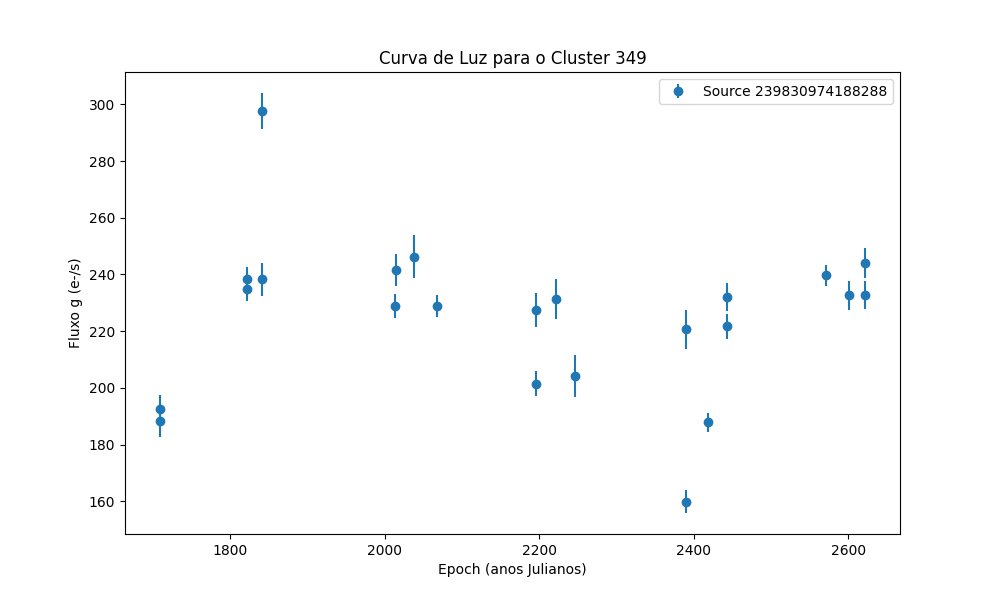 Curva de Luz para o Cluster 349
Source 239830974188288
300
280
260
240
220
200
180
160
Fluxo g (e-/s)
1800 2000 2200 2400 2600
Epoch (anos Julianos)